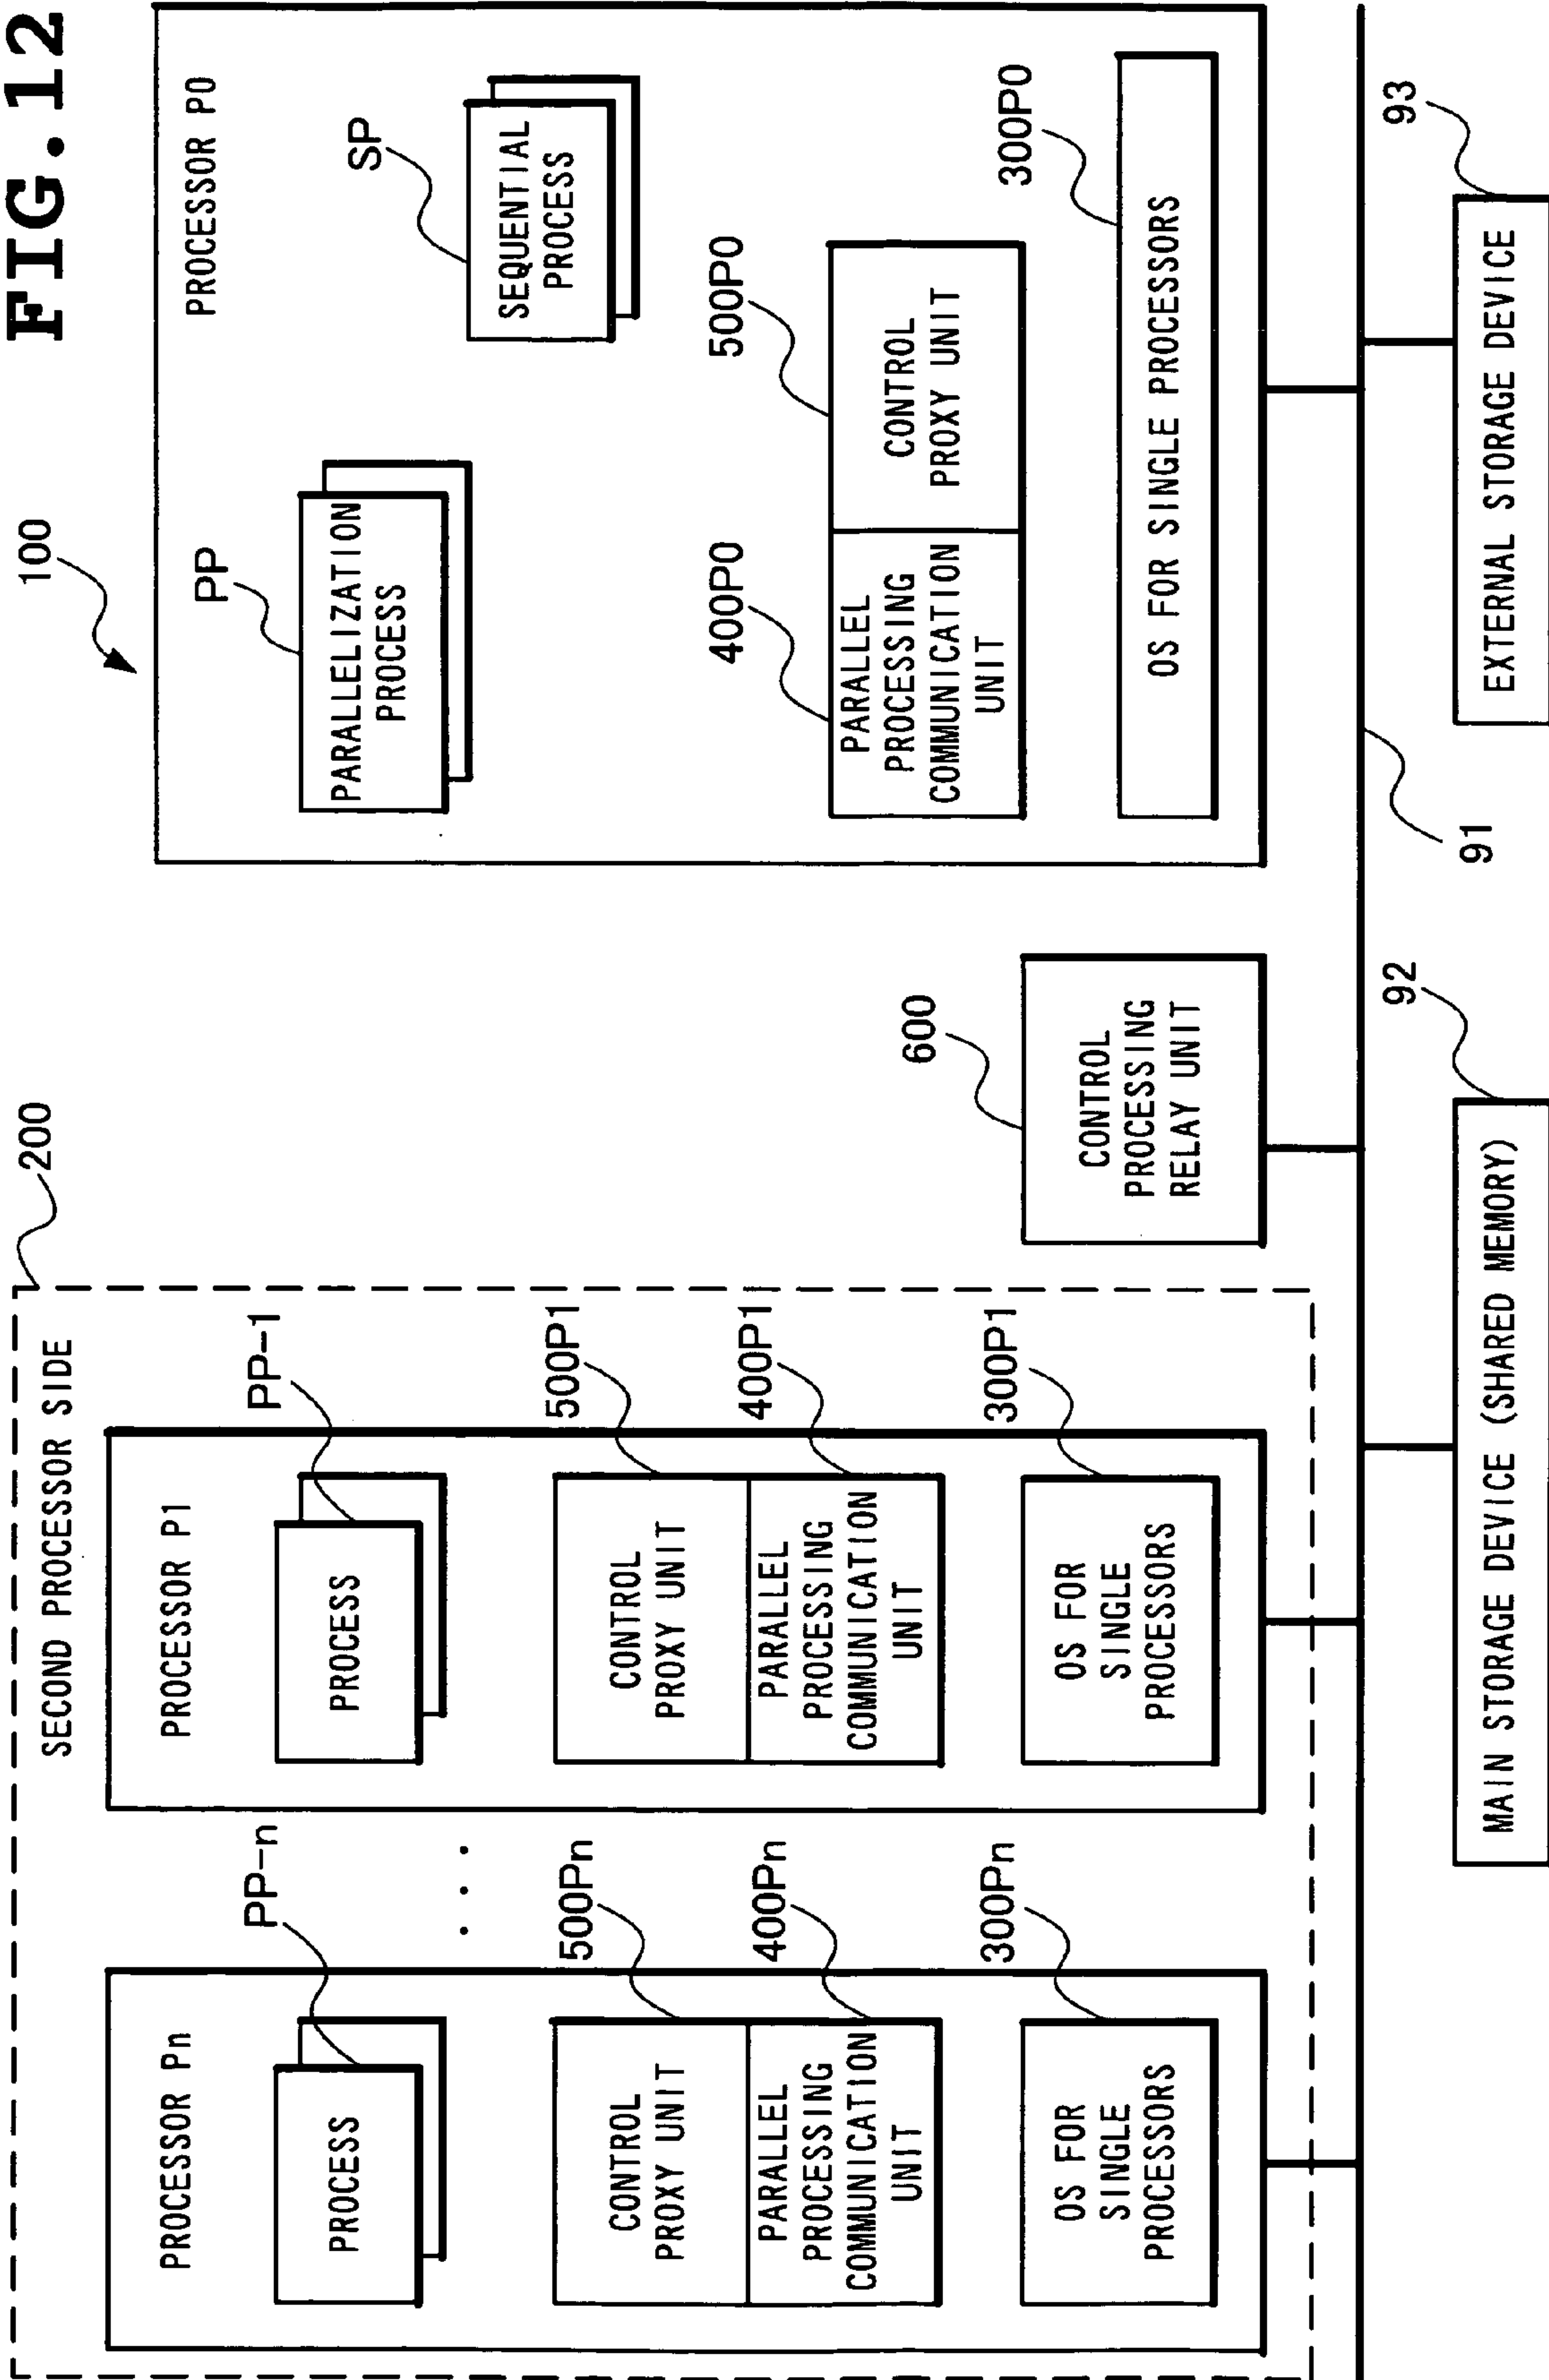 FIG.12
200
SECOND PROCESSOR SIDE
PROCESSOR Pn
PP-n
PROCESS
500Pn
CONTROL
PROXY UNIT
400Pn
PARALLEL
PROCESSING
COMMUNICATION
UNIT
300Pn
OS FOR
SINGLE
PROCESSORS
. . .
PROCESSOR P1
PP-1
PROCESS
500P1
CONTROL
PROXY UNIT
400P1
PARALLEL
PROCESSING
COMMUNICATION
UNIT
300P1
OS FOR
SINGLE
PROCESSORS
600
CONTROL
PROCESSING
RELAY UNIT
100
PROCESSOR P0
PP
PARALLELIZATION
PROCESS
SP
SEQUENTIAL
PROCESS
400P0
PARALLEL
PROCESSING
COMMUNICATION
UNIT
500P0
CONTROL
PROXY UNIT
300P0
OS FOR SINGLE PROCESSORS
91
92
MAIN STORAGE DEVICE (SHARED MEMORY)
93
EXTERNAL STORAGE DEVICE